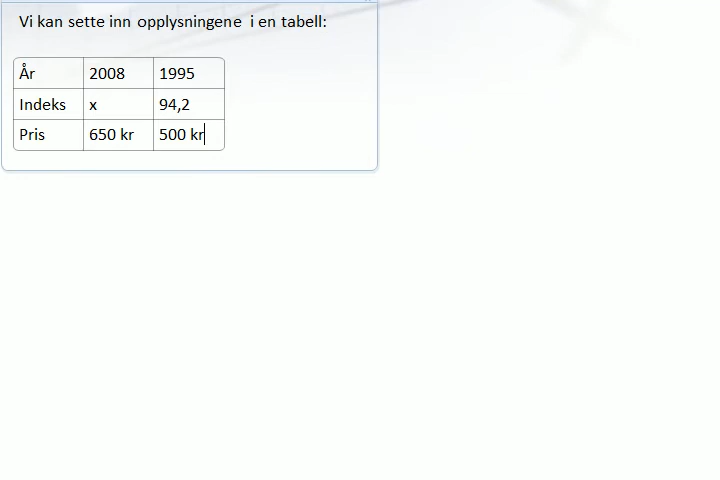 Vi kan sette inn opplysningene i en tabell:
År 2008 1995
Indeks x 94,2
Pris 650 kr 500 kr